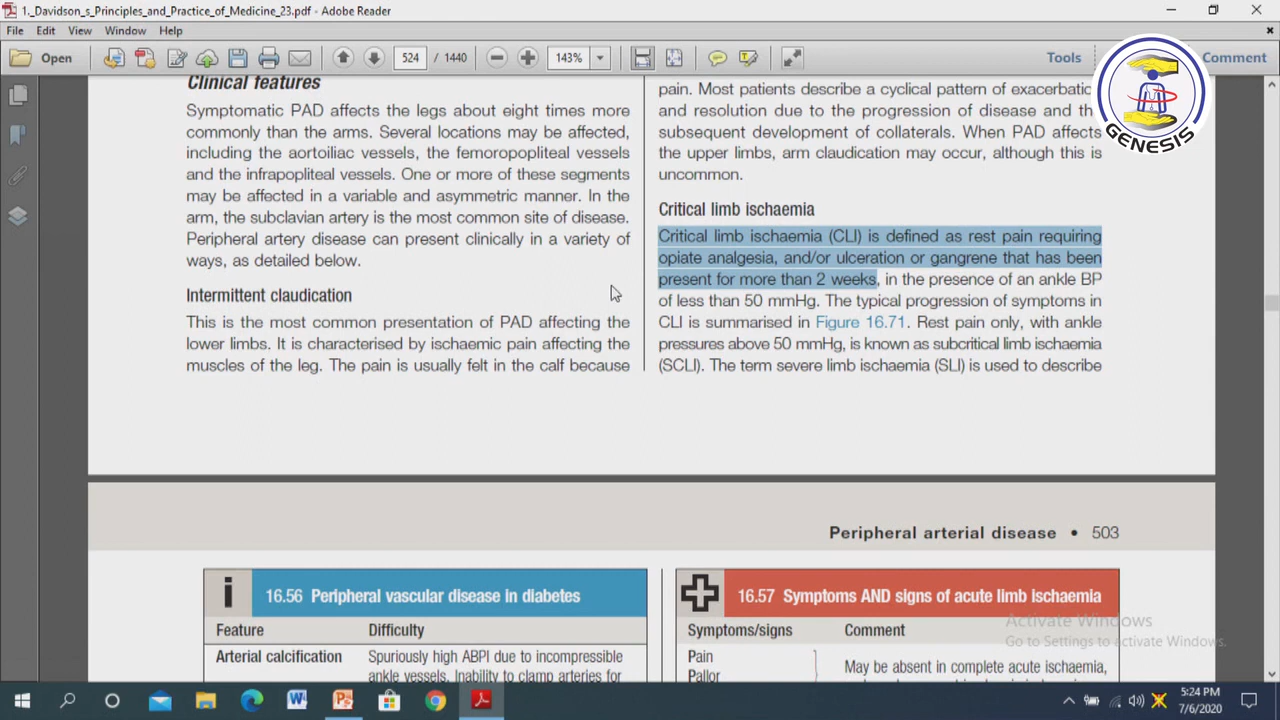 1._Davidson_s_Principles_and_Practice_of_Medicine_23.pdf - Adobe Reader
File Edit View Window Help
Open 524 / 1440 143% Tools Comment
GENESIS
Clinical features
Symptomatic PAD affects the legs about eight times more
commonly than the arms. Several locations may be affected,
including the aortoiliac vessels, the femoropopliteal vessels
and the infrapopliteal vessels. One or more of these segments
may be affected in a variable and asymmetric manner. In the
arm, the subclavian artery is the most common site of disease.
Peripheral artery disease can present clinically in a variety of
ways, as detailed below.
Intermittent claudication
This is the most common presentation of PAD affecting the
lower limbs. It is characterised by ischaemic pain affecting the
muscles of the leg. The pain is usually felt in the calf because
pain. Most patients describe a cyclical pattern of exacerbatic
and resolution due to the progression of disease and the
subsequent development of collaterals. When PAD affects
the upper limbs, arm claudication may occur, although this is
uncommon.
Critical limb ischaemia
Critical limb ischaemia (CLI) is defined as rest pain requiring
opiate analgesia, and/or ulceration or gangrene that has been
present for more than 2 weeks, in the presence of an ankle BP
of less than 50 mmHg. The typical progression of symptoms in
CLI is summarised in Figure 16.71. Rest pain only, with ankle
pressures above 50 mmHg, is known as subcritical limb ischaemia
(SCLI). The term severe limb ischaemia (SLI) is used to describe
Peripheral arterial disease • 503
i 16.56 Peripheral vascular disease in diabetes
Feature Difficulty
Arterial calcification Spuriously high ABPI due to incompressible
ankle vessels. Inability to clamp arteries for
16.57 Symptoms AND signs of acute limb ischaemia
Symptoms/signs Comment
Pain
Pallor
May be absent in complete acute ischaemia,
Activate Windows
Go to Settings to activate Windows.
5:24 PM
7/6/2020